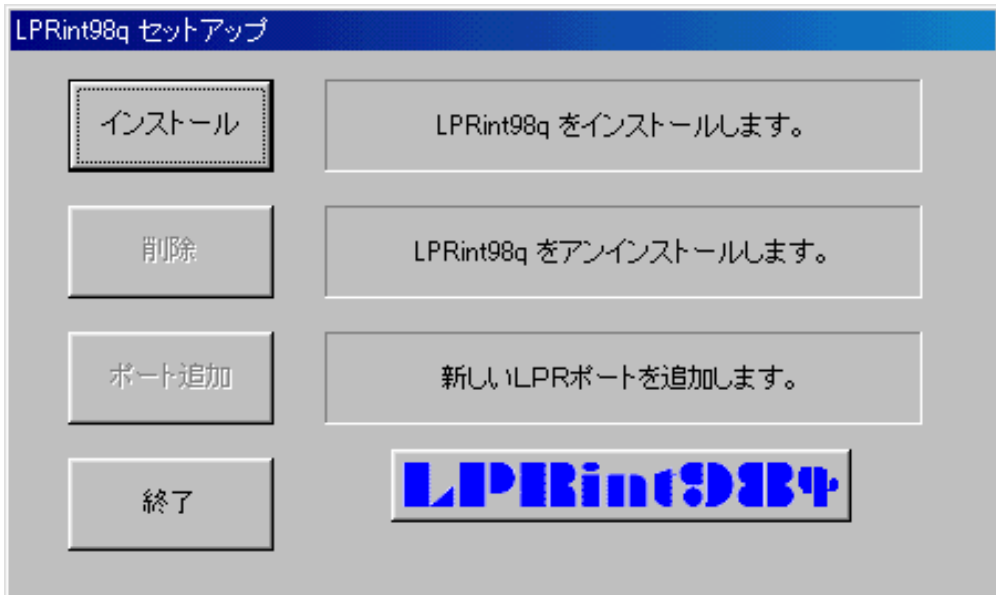 LPRint98q セットアップ
インストール
LPRint98q をインストールします。
削除
LPRint98q をアンインストールします。
ポート追加
新しいLPRポートを追加します。
終了
LPRint98q